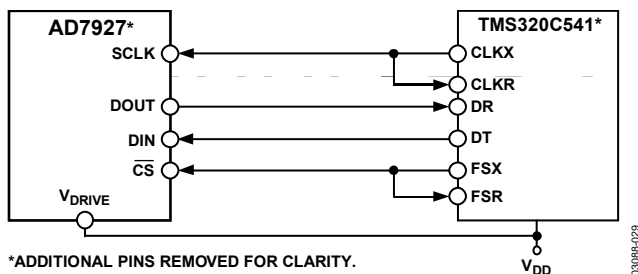 AD7927*
TMS320C541*
SCLK
CLKX
CLKR
DOUT
DR
DIN
DT
CS
FSX
FSR
VDRIVE
VDD
*ADDITIONAL PINS REMOVED FOR CLARITY.
03088-029